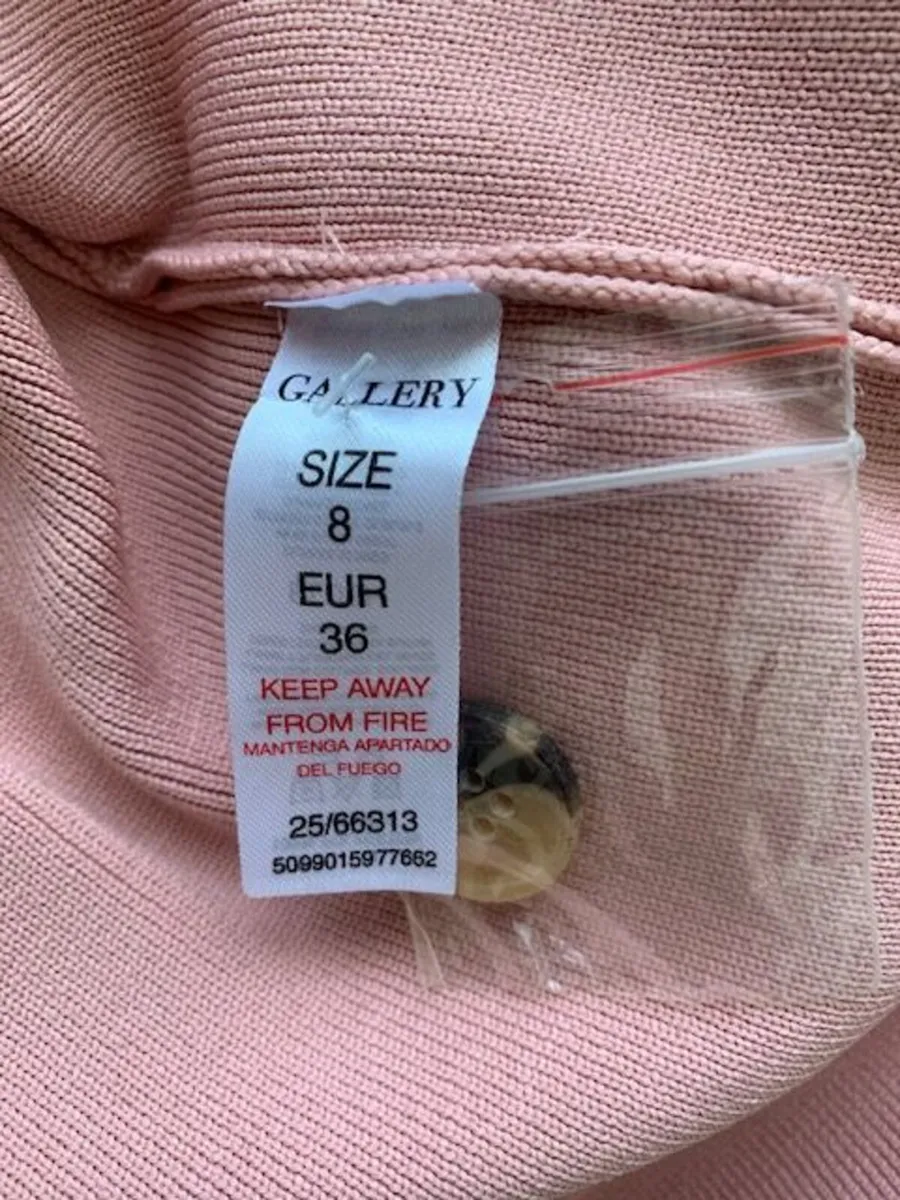 GALLERY
SIZE
8
EUR
36
KEEP AWAY
FROM FIRE
MANTENGA APARTADO
DEL FUEGO
25/66313
5099015977662